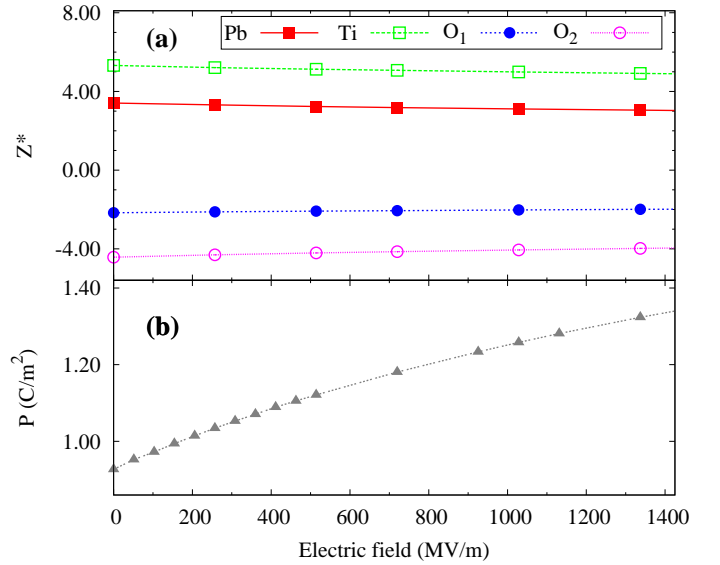 8.00
(a)
Pb Ti O1 O2
4.00
Z*
0.00
-4.00
1.40
(b)
1.20
P (C/m²)
1.00
0 200 400 600 800 1000 1200 1400
Electric field (MV/m)